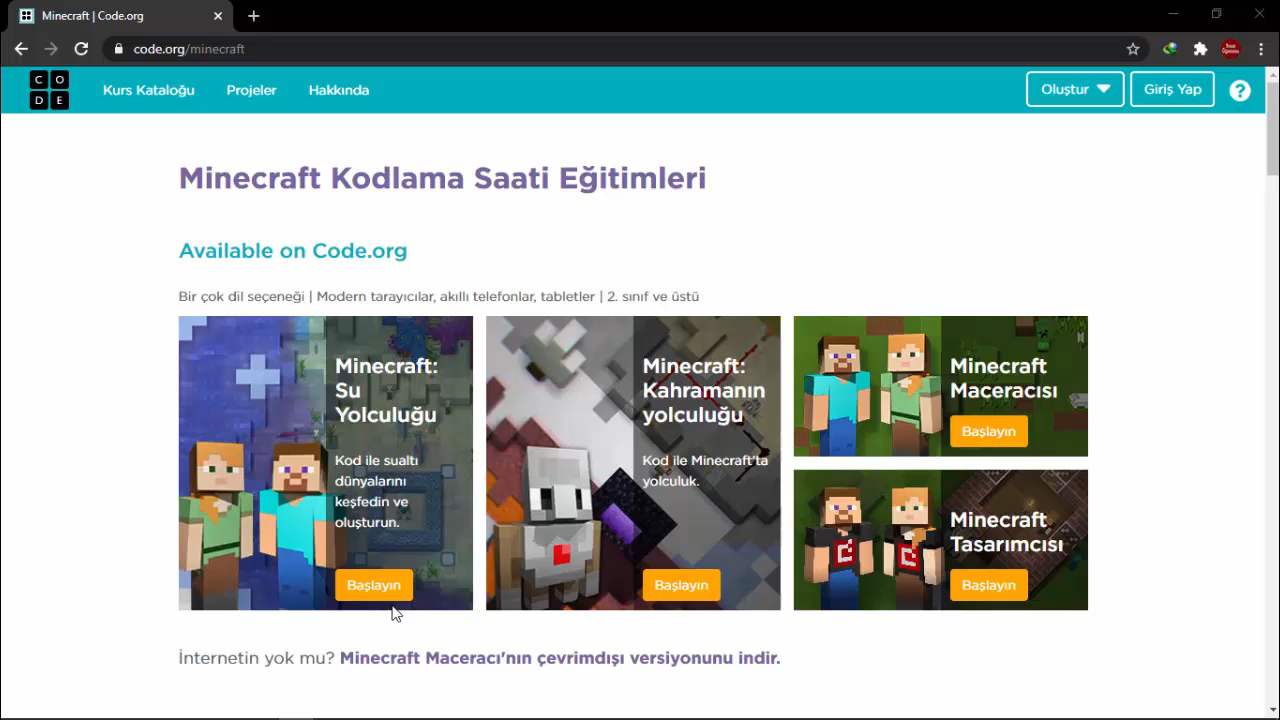 Minecraft | Code.org
code.org/minecraft
C O
D E
Kurs Kataloğu
Projeler
Hakkında
Oluştur
Giriş Yap
?
Minecraft Kodlama Saati Eğitimleri
Available on Code.org
Bir çok dil seçeneği | Modern tarayıcılar, akıllı telefonlar, tabletler | 2. sınıf ve üstü
Minecraft:
Su
Yolculuğu
Kod ile sualtı
dünyalarını
keşfedin ve
oluşturun.
Başlayın
Minecraft:
Kahramanın
yolculuğu
Kod ile Minecraft'ta
yolculuk.
Başlayın
Minecraft
Maceracısı
Başlayın
Minecraft
Tasarımcısı
Başlayın
İnternetin yok mu? Minecraft Maceracı'nın çevrimdışı versiyonunu indir.